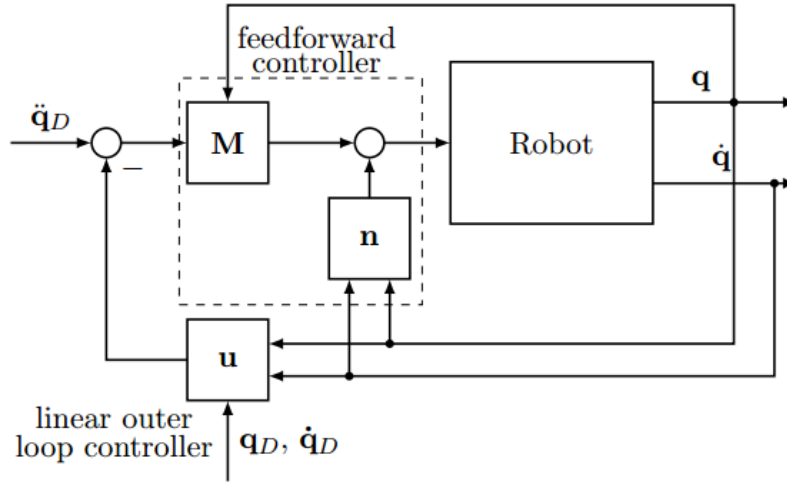 feedforward
controller
q̈_D
M
Robot
q
q̇
−
n
u
linear outer
loop controller
q_D, q̇_D